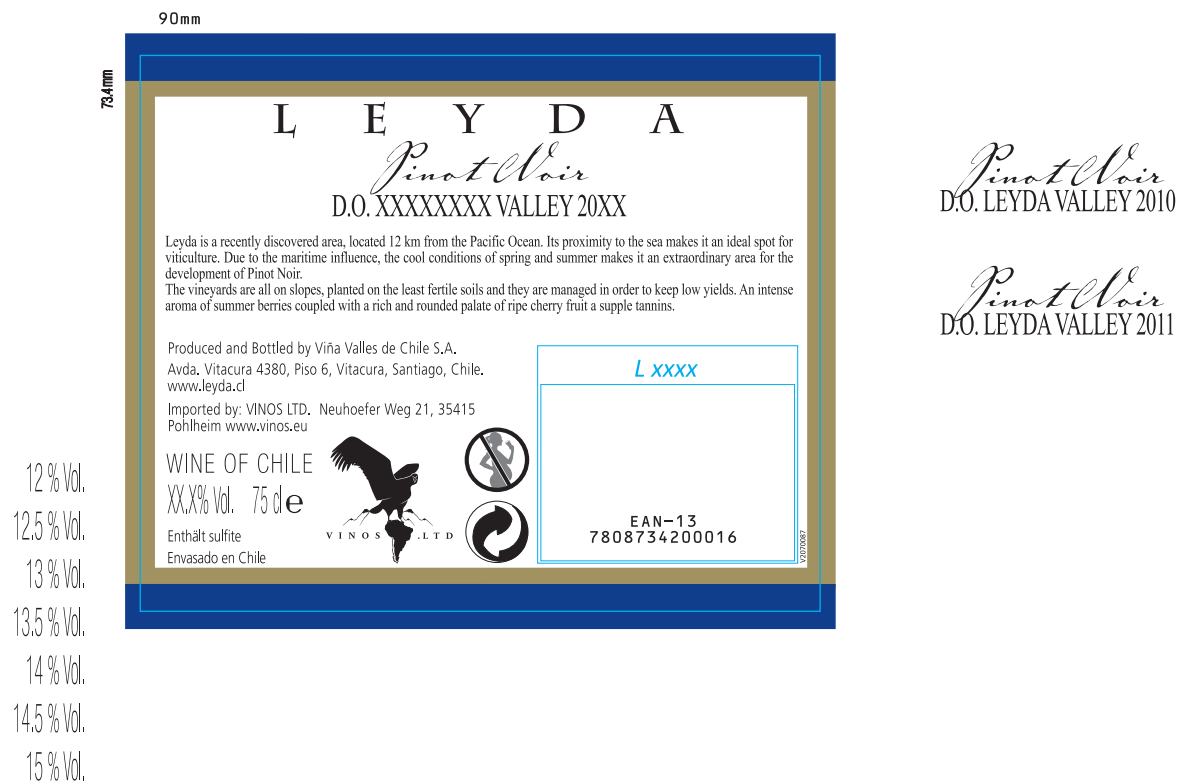 90mm
73.4mm
L E Y D A
Pinot Noir
D.O. XXXXXXXX VALLEY 20XX
Leyda is a recently discovered area, located 12 km from the Pacific Ocean. Its proximity to the sea makes it an ideal spot for
viticulture. Due to the maritime influence, the cool conditions of spring and summer makes it an extraordinary area for the
development of Pinot Noir.
The vineyards are all on slopes, planted on the least fertile soils and they are managed in order to keep low yields. An intense
aroma of summer berries coupled with a rich and rounded palate of ripe cherry fruit a supple tannins.
Produced and Bottled by Viña Valles de Chile S.A.
Avda. Vitacura 4380, Piso 6, Vitacura, Santiago, Chile.
www.leyda.cl
Imported by: VINOS LTD. Neuhoefer Weg 21, 35415
Pohlheim www.vinos.eu
WINE OF CHILE
XX.X% Vol. 75 cl e
Enthält sulfite
Envasado en Chile
VINOS .LTD
L xxxx
EAN-13
7808734200016
V2070087
Pinot Noir
D.O. LEYDA VALLEY 2010
Pinot Noir
D.O. LEYDA VALLEY 2011
12 % Vol.
12.5 % Vol.
13 % Vol.
13.5 % Vol.
14 % Vol.
14.5 % Vol.
15 % Vol.